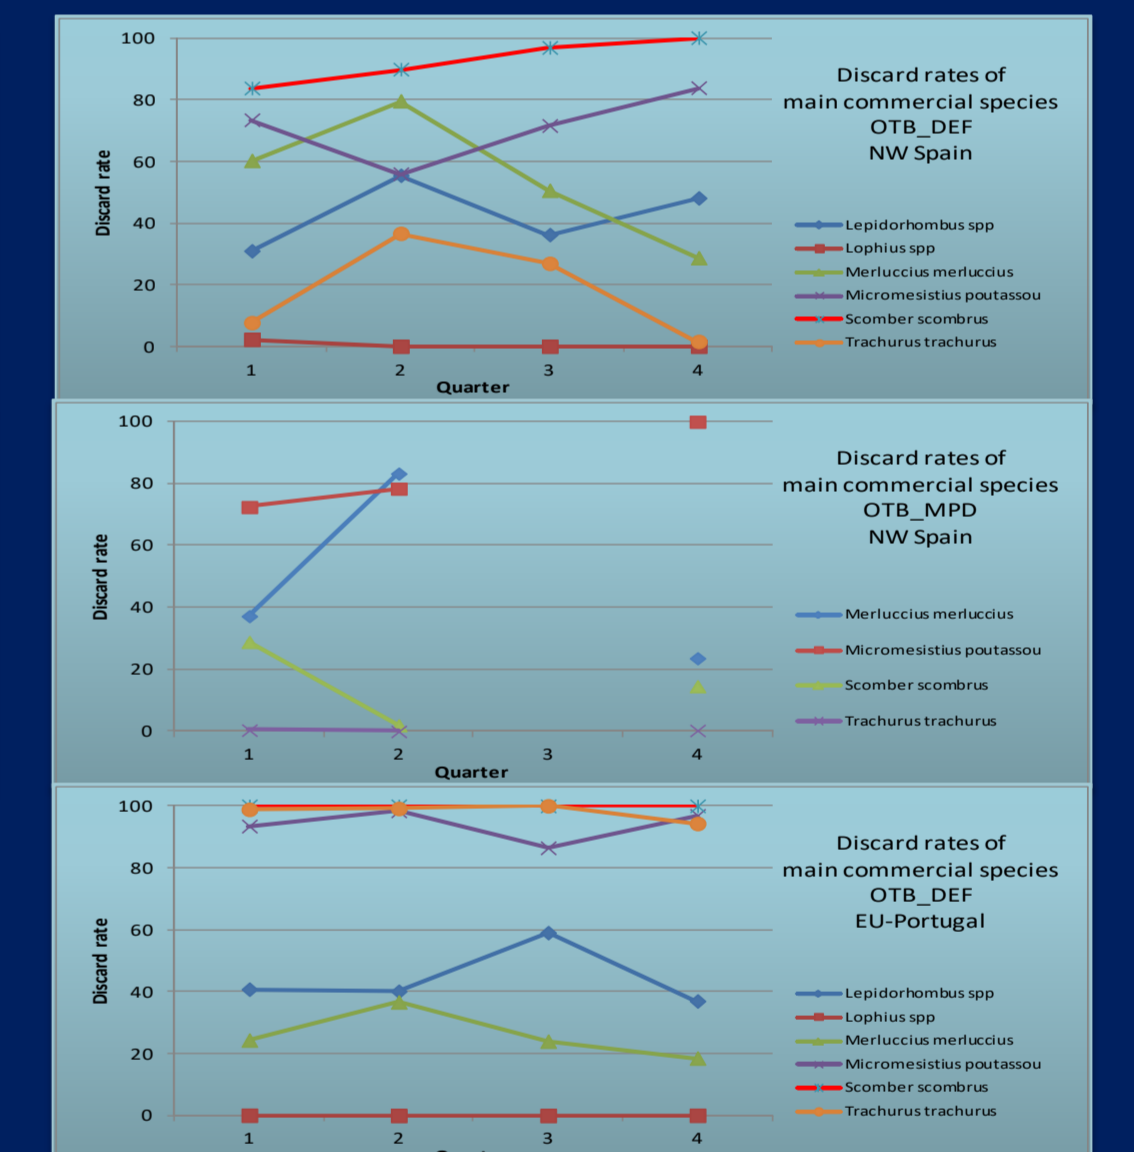 100
80
60
40
20
0
Discard rate
1 2 3 4
Quarter
Discard rates of
main commercial species
OTB_DEF
NW Spain
Lepidorhombus spp
Lophius spp
Merluccius merluccius
Micromesistius poutassou
Scomber scombrus
Trachurus trachurus
100
80
60
40
20
0
Discard rate
1 2 3 4
Quarter
Discard rates of
main commercial species
OTB_MPD
NW Spain
Merluccius merluccius
Micromesistius poutassou
Scomber scombrus
Trachurus trachurus
100
80
60
40
20
0
Discard rate
1 2 3 4
Discard rates of
main commercial species
OTB_DEF
EU-Portugal
Lepidorhombus spp
Lophius spp
Merluccius merluccius
Micromesistius poutassou
Scomber scombrus
Trachurus trachurus